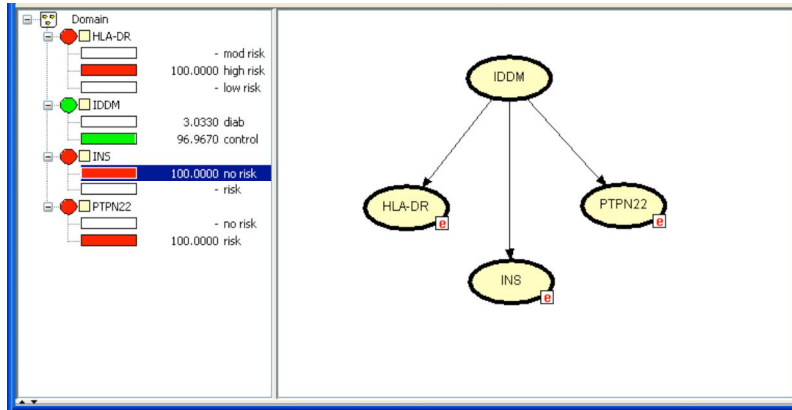 Domain
HLA-DR
- mod risk
100.0000 high risk
- low risk
IDDM
3.0330 diab
96.9670 control
INS
100.0000 no risk
- risk
PTPN22
- no risk
100.0000 risk
IDDM
HLA-DR
e
PTPN22
e
INS
e